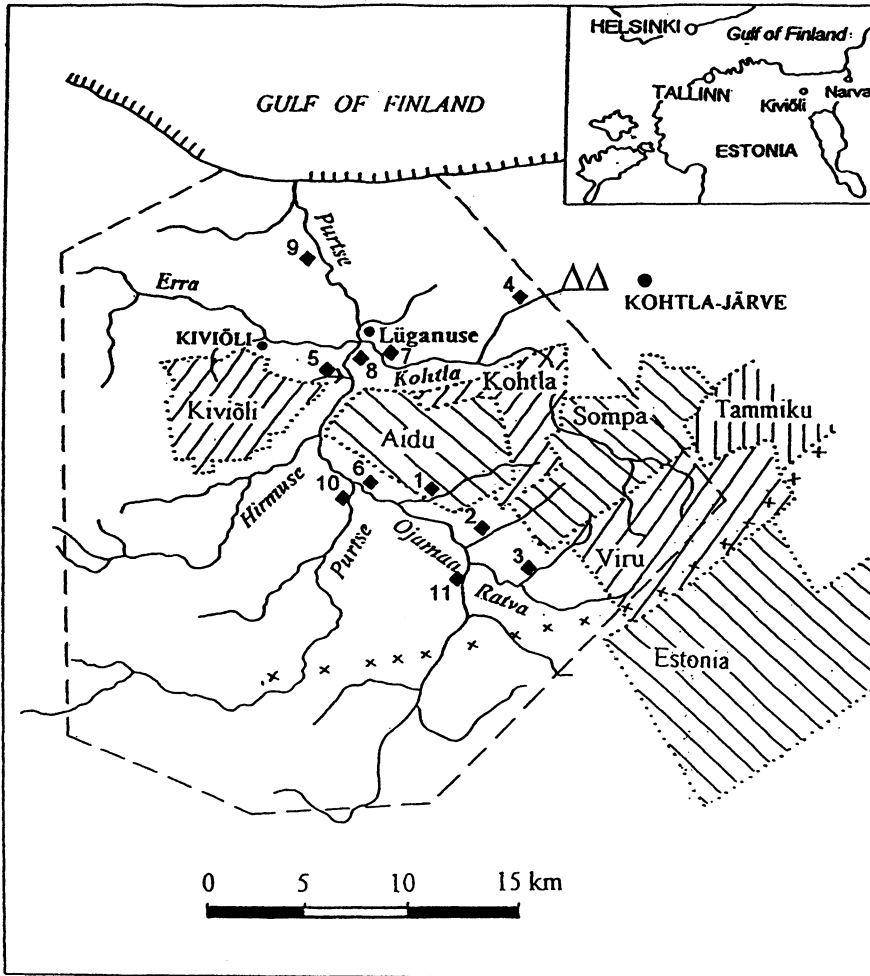 HELSINKI
Gulf of Finland
TALLINN
Kiviõli
Narva
ESTONIA
GULF OF FINLAND
Purtse
9
Erra
4
KOHTLA-JÄRVE
KIVIÕLI
Lüganuse
5
8
7
Kohtla
Kohtla
Kiviõli
Aidu
Sompa
Tammiku
6
1
10
Hirmuse
2
Purtse
Ojamaa
3
Viru
11
Ratva
Estonia
0 5 10 15 km